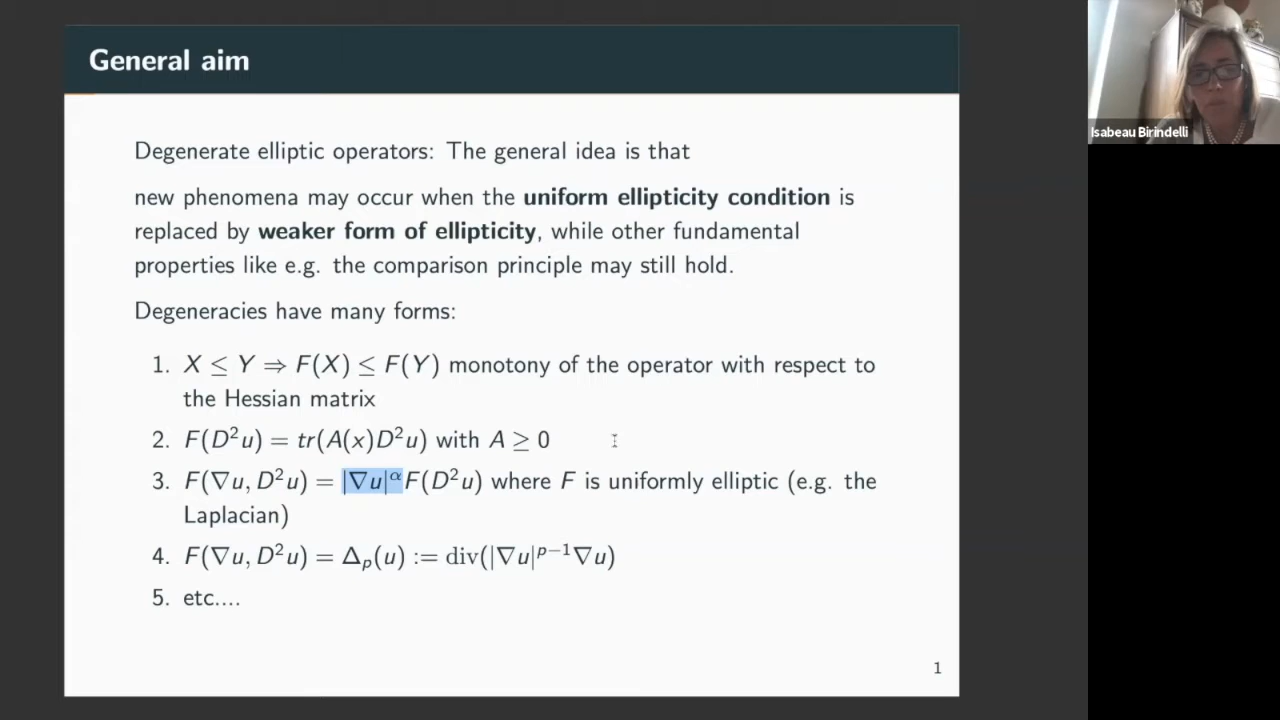 General aim
Isabeau Birindelli
Degenerate elliptic operators: The general idea is that
new phenomena may occur when the uniform ellipticity condition is
replaced by weaker form of ellipticity, while other fundamental
properties like e.g. the comparison principle may still hold.
Degeneracies have many forms:
1. X ≤ Y ⇒ F(X) ≤ F(Y) monotony of the operator with respect to
the Hessian matrix
2. F(D²u) = tr(A(x)D²u) with A ≥ 0
3. F(∇u, D²u) = |∇u|^α F(D²u) where F is uniformly elliptic (e.g. the
Laplacian)
4. F(∇u, D²u) = Δₚ(u) := div(|∇u|^{p−1}∇u)
5. etc....
1